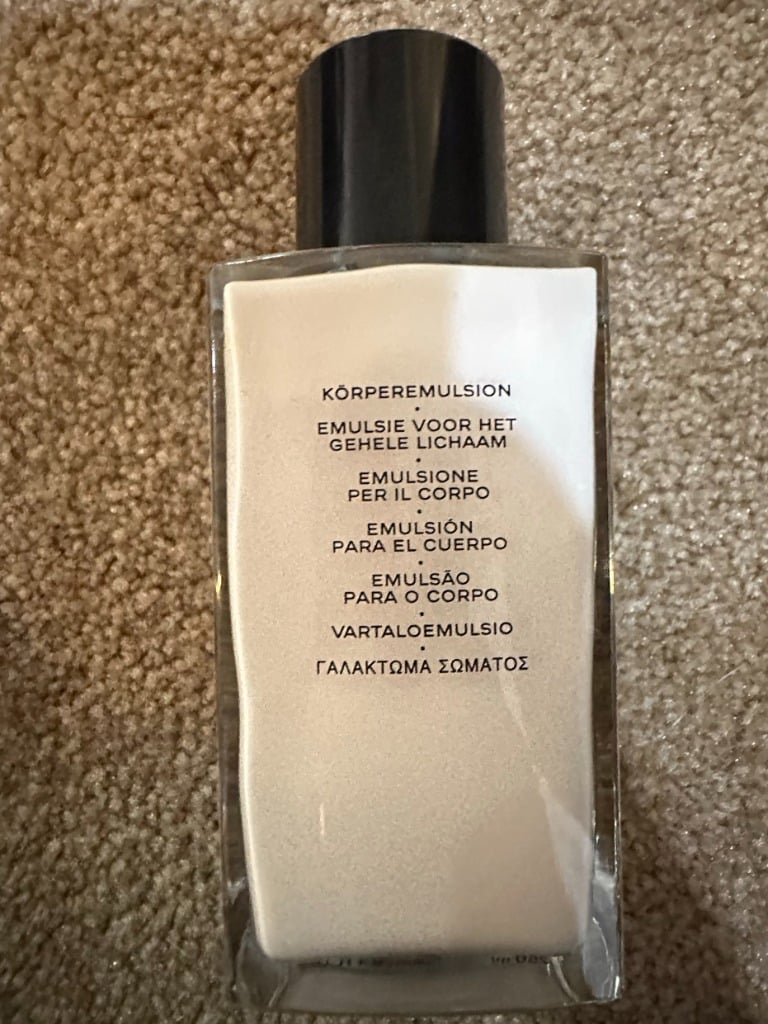 KÖRPEREMULSION
•
EMULSIE VOOR HET
GEHELE LICHAAM
•
EMULSIONE
PER IL CORPO
•
EMULSIÓN
PARA EL CUERPO
•
EMULSÃO
PARA O CORPO
•
VARTALOEMULSIO
•
ΓΑΛΑΚΤΩΜΑ ΣΩΜΑΤΟΣ